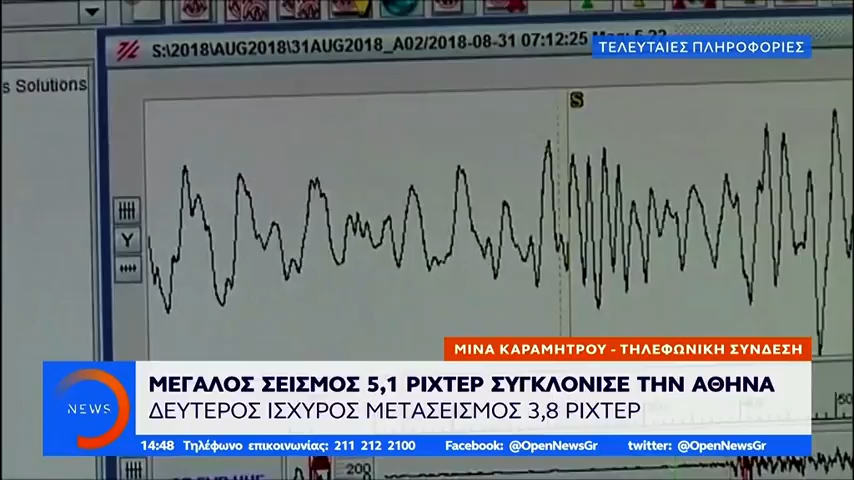 S:\2018\AUG2018\31AUG2018_A02/2018-08-31 07:12:25
ΤΕΛΕΥΤΑΙΕΣ ΠΛΗΡΟΦΟΡΙΕΣ
s Solutions
S
Y
ΜΙΝΑ ΚΑΡΑΜΗΤΡΟΥ - ΤΗΛΕΦΩΝΙΚΗ ΣΥΝΔΕΣΗ
NEWS
ΜΕΓΑΛΟΣ ΣΕΙΣΜΟΣ 5,1 ΡΙΧΤΕΡ ΣΥΓΚΛΟΝΙΣΕ ΤΗΝ ΑΘΗΝΑ
ΔΕΥΤΕΡΟΣ ΙΣΧΥΡΟΣ ΜΕΤΑΣΕΙΣΜΟΣ 3,8 ΡΙΧΤΕΡ
14:48 Τηλέφωνο επικοινωνίας: 211 212 2100 Facebook: @OpenNewsGr twitter: @OpenNewsGr
200